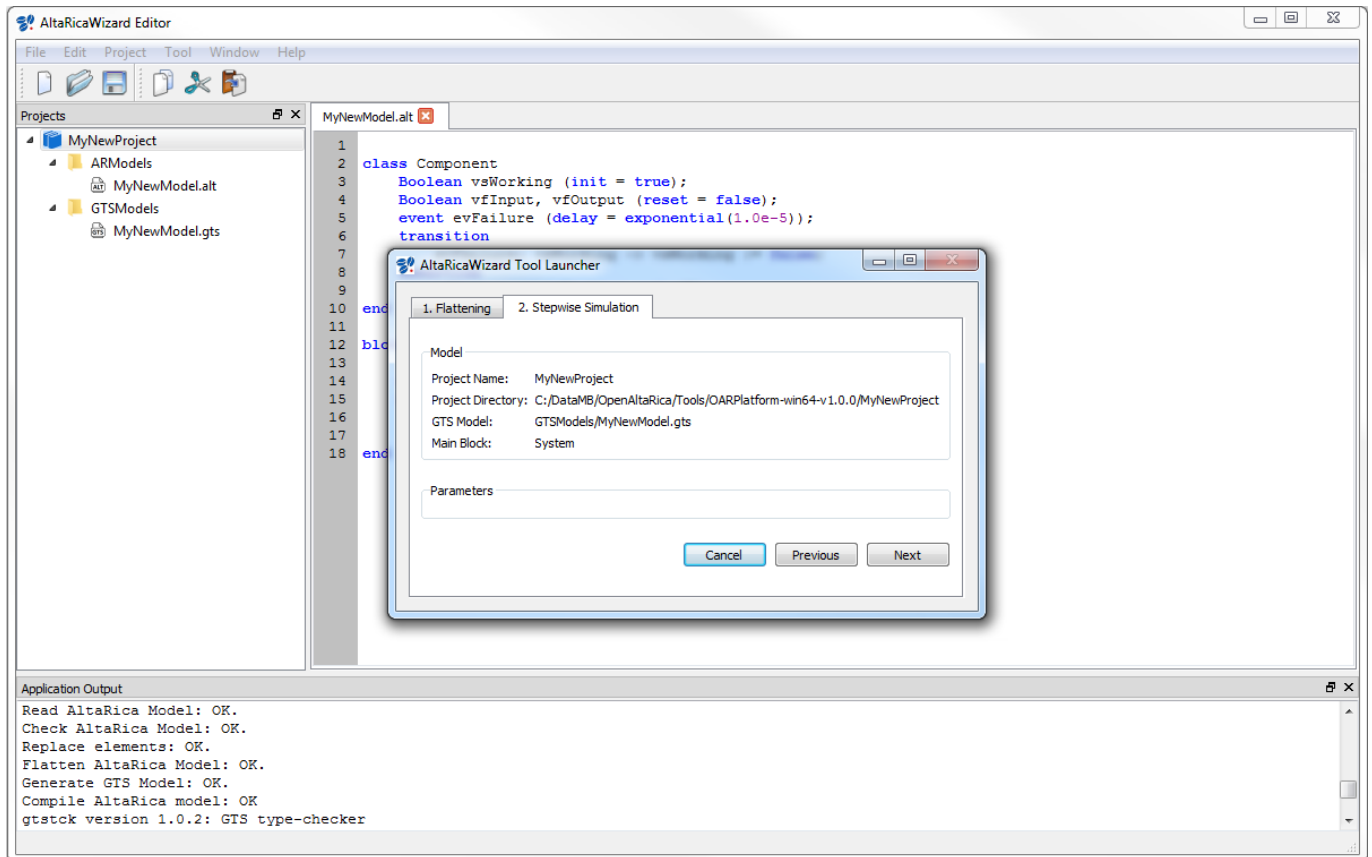 AltaRicaWizard Editor
File Edit Project Tool Window Help
Projects
MyNewProject
ARModels
MyNewModel.alt
GTSModels
MyNewModel.gts
MyNewModel.alt
1
2 class Component
3 Boolean vsWorking (init = true);
4 Boolean vfInput, vfOutput (reset = false);
5 event evFailure (delay = exponential(1.0e-5));
6 transition
7
8
9
10 end
11
12 bloc
13
14
15
16
17
18 end
AltaRicaWizard Tool Launcher
1. Flattening 2. Stepwise Simulation
Model
Project Name: MyNewProject
Project Directory: C:/DataMB/OpenAltaRica/Tools/OARPlatform-win64-v1.0.0/MyNewProject
GTS Model: GTSModels/MyNewModel.gts
Main Block: System
Parameters
Cancel Previous Next
Application Output
Read AltaRica Model: OK.
Check AltaRica Model: OK.
Replace elements: OK.
Flatten AltaRica Model: OK.
Generate GTS Model: OK.
Compile AltaRica model: OK
gtstck version 1.0.2: GTS type-checker